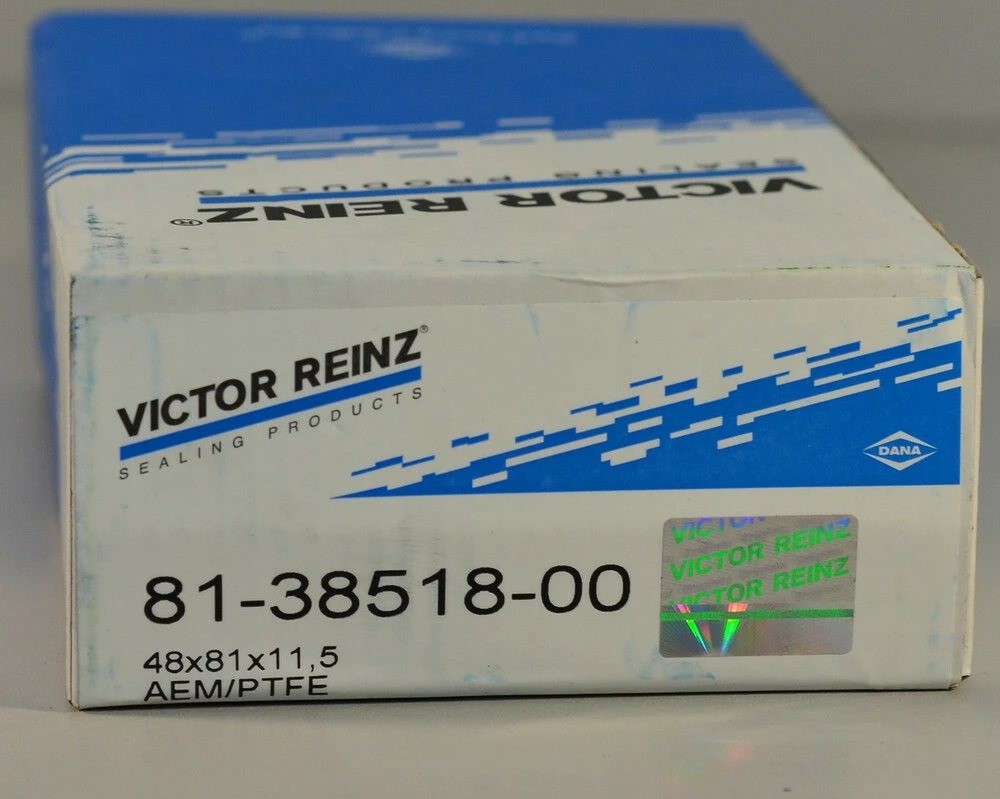 VICTOR REINZ®
SEALING PRODUCTS
VICTOR REINZ®
SEALING PRODUCTS
DANA
81-38518-00
48x81x11,5
AEM/PTFE
VICTOR
VICTOR REINZ
VICTOR REINZ